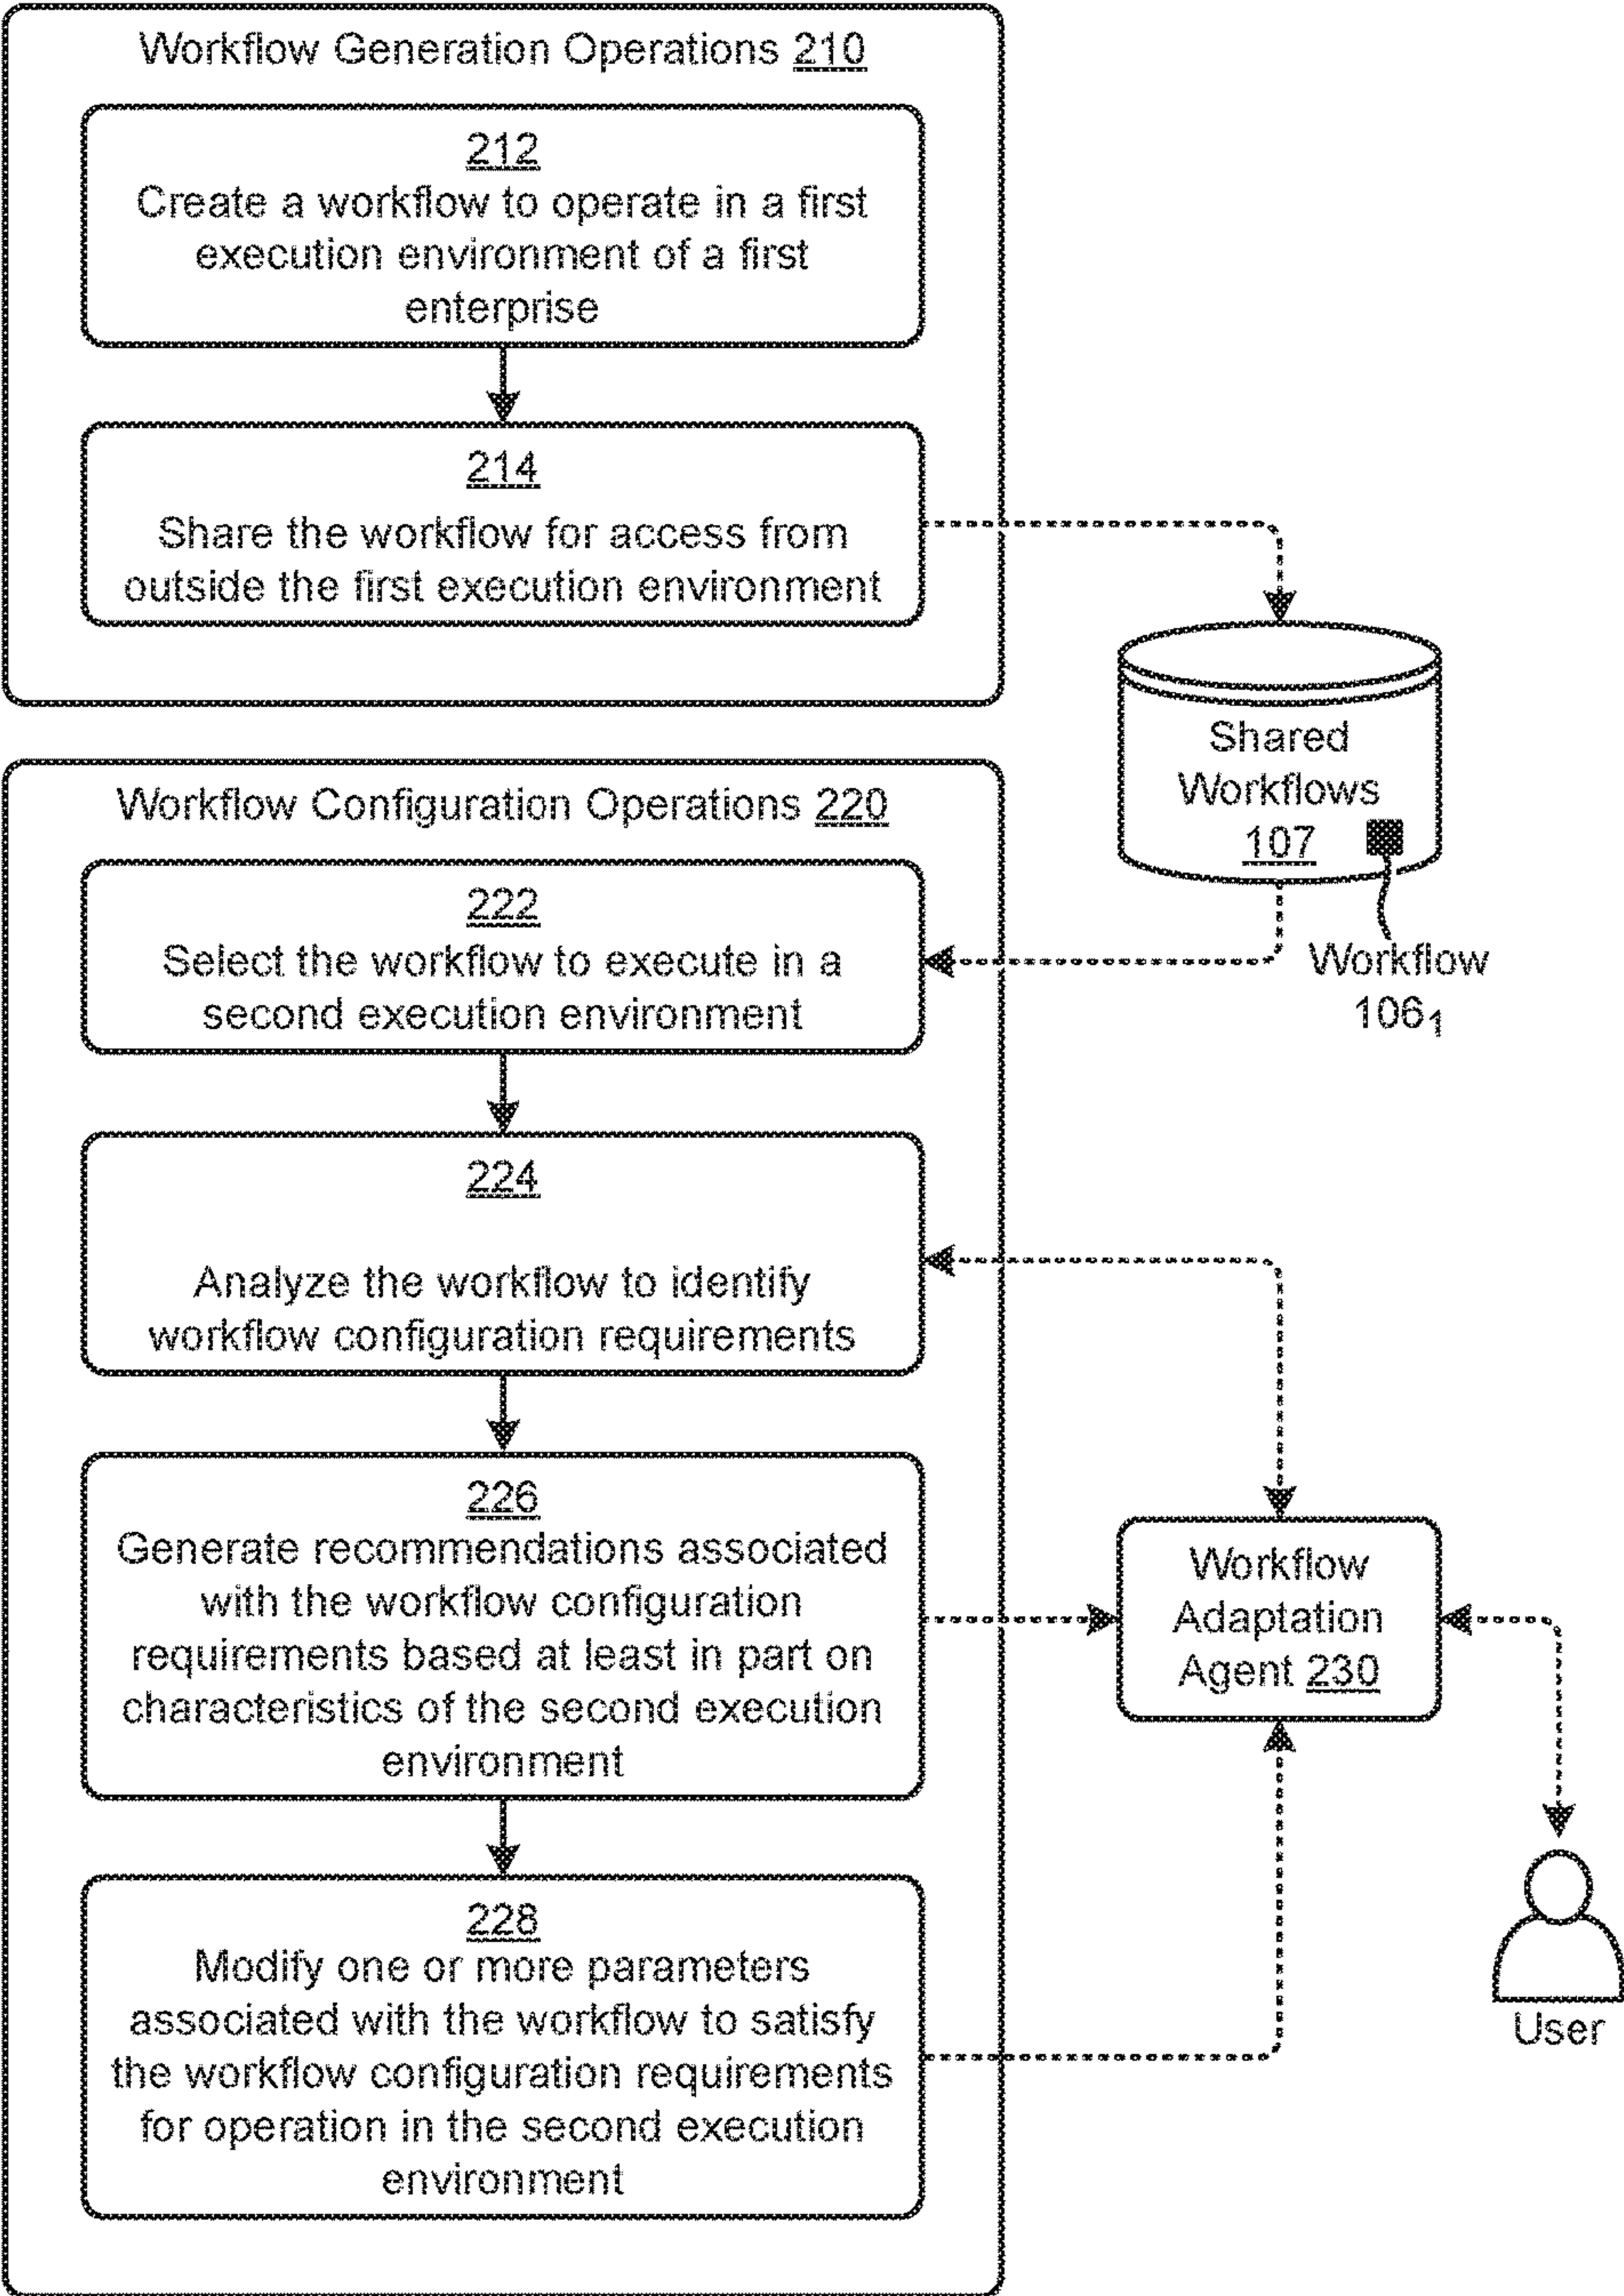 Workflow Generation Operations 210
212
Create a workflow to operate in a first
execution environment of a first
enterprise
214
Share the workflow for access from
outside the first execution environment
Shared
Workflows
107
Workflow
106₁
Workflow Configuration Operations 220
222
Select the workflow to execute in a
second execution environment
224
Analyze the workflow to identify
workflow configuration requirements
226
Generate recommendations associated
with the workflow configuration
requirements based at least in part on
characteristics of the second execution
environment
Workflow
Adaptation
Agent 230
228
Modify one or more parameters
associated with the workflow to satisfy
the workflow configuration requirements
for operation in the second execution
environment
User